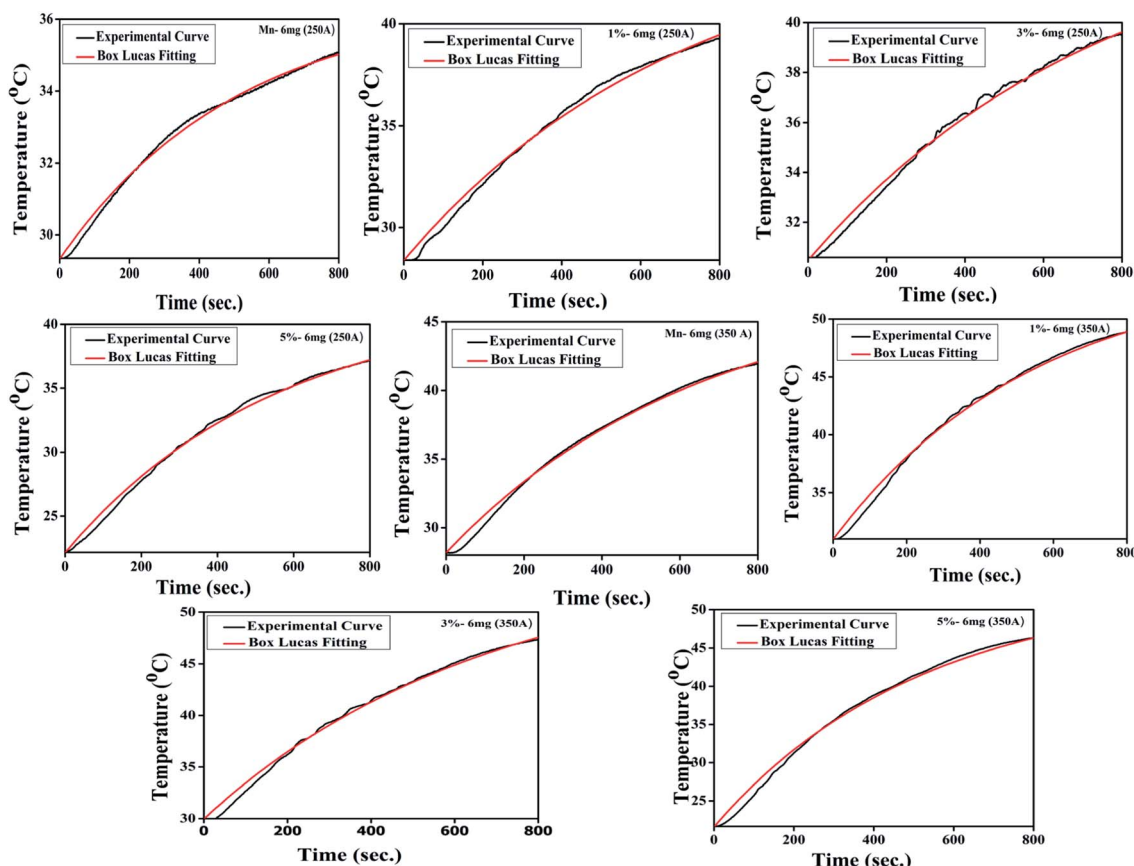 Mn- 6mg (250A)
Experimental Curve
Box Lucas Fitting
Temperature (⁰C)
36
34
32
30
0 200 400 600 800
Time (sec.)
1%- 6mg (250A)
Experimental Curve
Box Lucas Fitting
Temperature (⁰C)
40
30
0 200 400 600 800
Time (sec.)
3%- 6mg (250A)
Experimental Curve
Box Lucas Fitting
Temperature (⁰C)
40
38
36
34
32
0 200 400 600 800
Time (sec.)
5%- 6mg (250A)
Experimental Curve
Box Lucas Fitting
Temperature (⁰C)
40
35
30
25
0 200 400 600 800
Time (sec.)
Mn- 6mg (350 A)
Experimental Curve
Box Lucas Fitting
Temperature (⁰C)
45
40
35
30
0 200 400 600 800
Time (sec.)
1%- 6mg (350A)
Experimental Curve
Box Lucas Fitting
Temperature (⁰C)
50
45
40
35
0 200 400 600 800
Time (sec.)
3%- 6mg (350A)
Experimental Curve
Box Lucas Fitting
Temperature (⁰C)
50
45
40
35
30
0 200 400 600 800
Time (sec.)
5%- 6mg (350A)
Experimental Curve
Box Lucas Fitting
Temperature (⁰C)
50
45
40
35
30
25
0 200 400 600 800
Time (sec.)